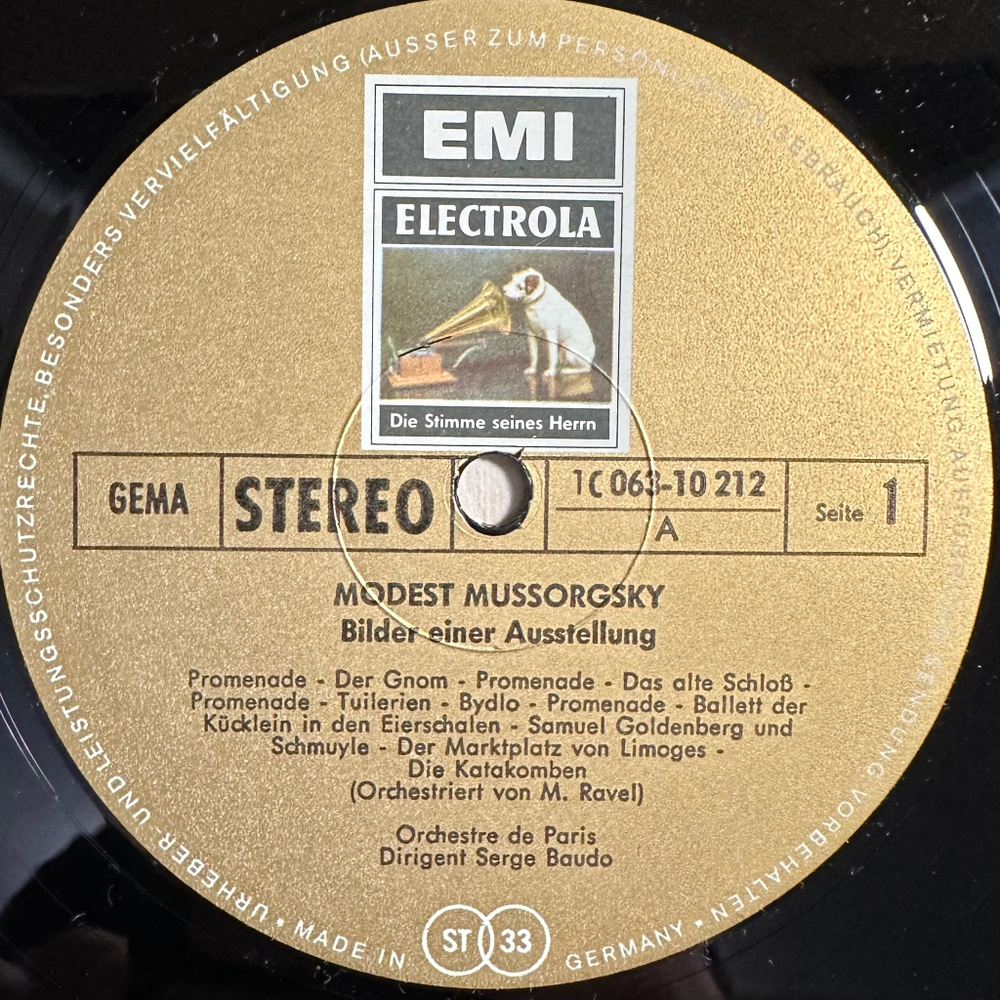 URHEBER- UND LEISTUNGSSCHUTZRECHTE, BESONDERS VERVIELFÄLTIGUNG (AUSSER ZUM PERSÖNLICHEN GEBRAUCH), VERMIETUNG, AUFFÜHRUNG, SENDUNG VORBEHALTEN •
EMI
ELECTROLA
Die Stimme seines Herrn
GEMA
STEREO
1C 063-10 212
A
Seite 1
MODEST MUSSORGSKY
Bilder einer Ausstellung
Promenade - Der Gnom - Promenade - Das alte Schloß -
Promenade - Tuilerien - Bydlo - Promenade - Ballett der
Kücklein in den Eierschalen - Samuel Goldenberg und
Schmuyle - Der Marktplatz von Limoges -
Die Katakomben
(Orchestriert von M. Ravel)
Orchestre de Paris
Dirigent Serge Baudo
• MADE IN ST 33 GERMANY •